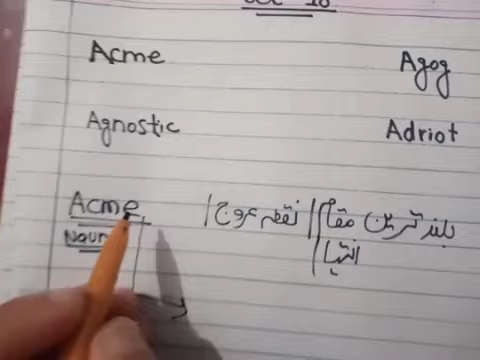 Acme Agog
Agnostic Adriot
Acme بلند ترین مقام | نقطہ عروج |
Noun انتہا |